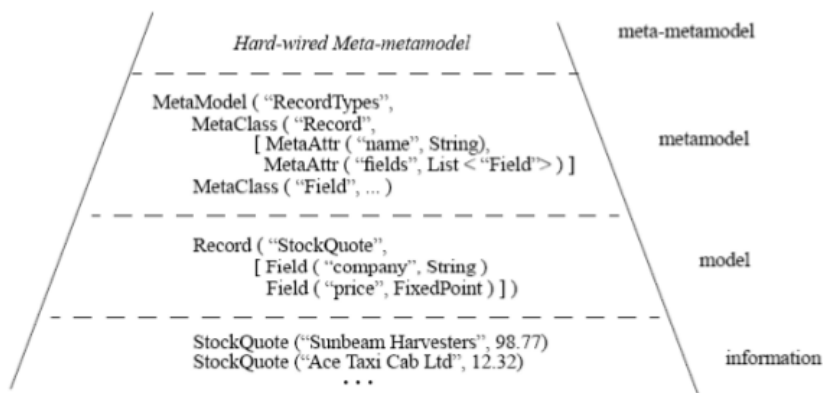 Hard-wired Meta-metamodel
meta-metamodel
MetaModel ( “RecordTypes”,
MetaClass ( “Record”,
[ MetaAttr ( “name”, String),
MetaAttr ( “fields”, List < “Field”> ) ]
MetaClass ( “Field”, ... )
metamodel
Record ( “StockQuote”,
[ Field ( “company”, String )
Field ( “price”, FixedPoint ) ] )
model
StockQuote (“Sunbeam Harvesters”, 98.77)
StockQuote (“Ace Taxi Cab Ltd”, 12.32)
• • •
information